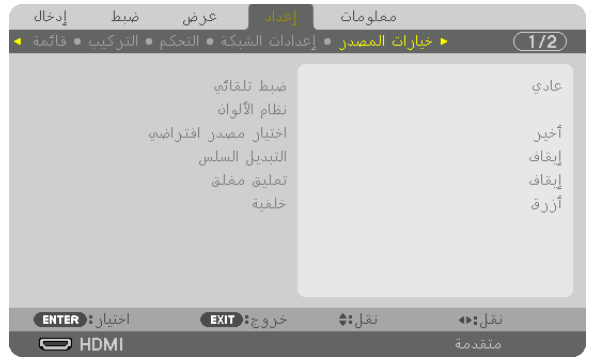 إدخال ضبط عرض إعداد معلومات
◄ قائمة ● التركيب ● التحكم ● إعدادات الشبكة ● خيارات المصدر ► 1/2
ضبط تلقائي عادي
نظام الألوان
اختيار مصدر افتراضي أخير
التبديل السلس إيقاف
تعليق مغلق إيقاف
خلفية أزرق
ENTER :اختيار EXIT :خروج نقل: نقل:
HDMI متقدمة